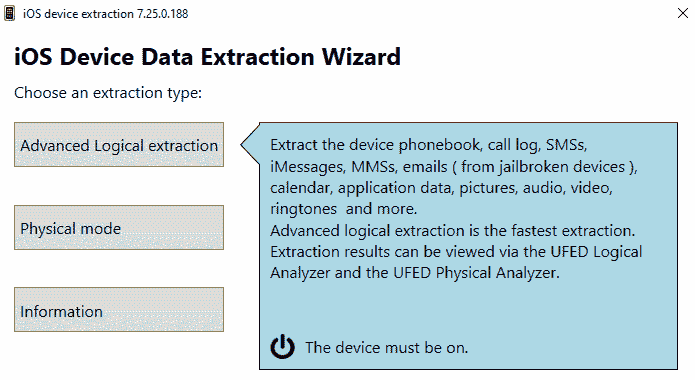 iOS device extraction 7.25.0.188
iOS Device Data Extraction Wizard
Choose an extraction type:
Advanced Logical extraction
Extract the device phonebook, call log, SMSs,
iMessages, MMSs, emails ( from jailbroken devices ),
calendar, application data, pictures, audio, video,
ringtones and more.
Advanced logical extraction is the fastest extraction.
Extraction results can be viewed via the UFED Logical
Analyzer and the UFED Physical Analyzer.
The device must be on.
Physical mode
Information